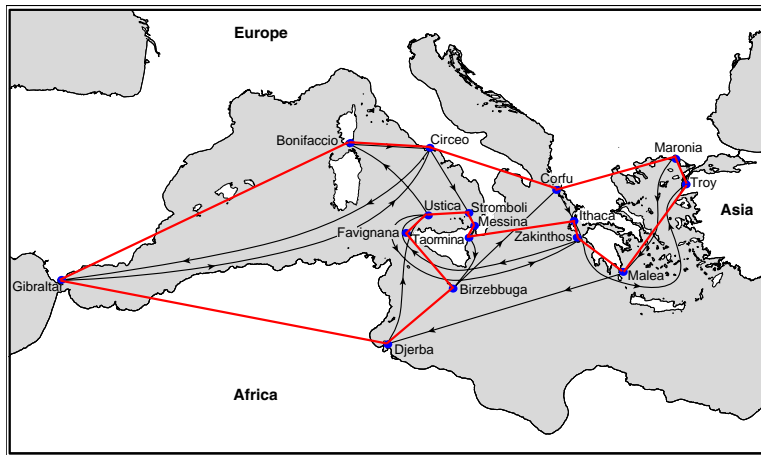 Europe
Bonifaccio
Circeo
Maronia
Corfu
Troy
Ustica
Stromboli
Messina
Ithaca
Asia
Favignana
Taormina
Zakinthos
Gibraltar
Malea
Birzebbuga
Djerba
Africa